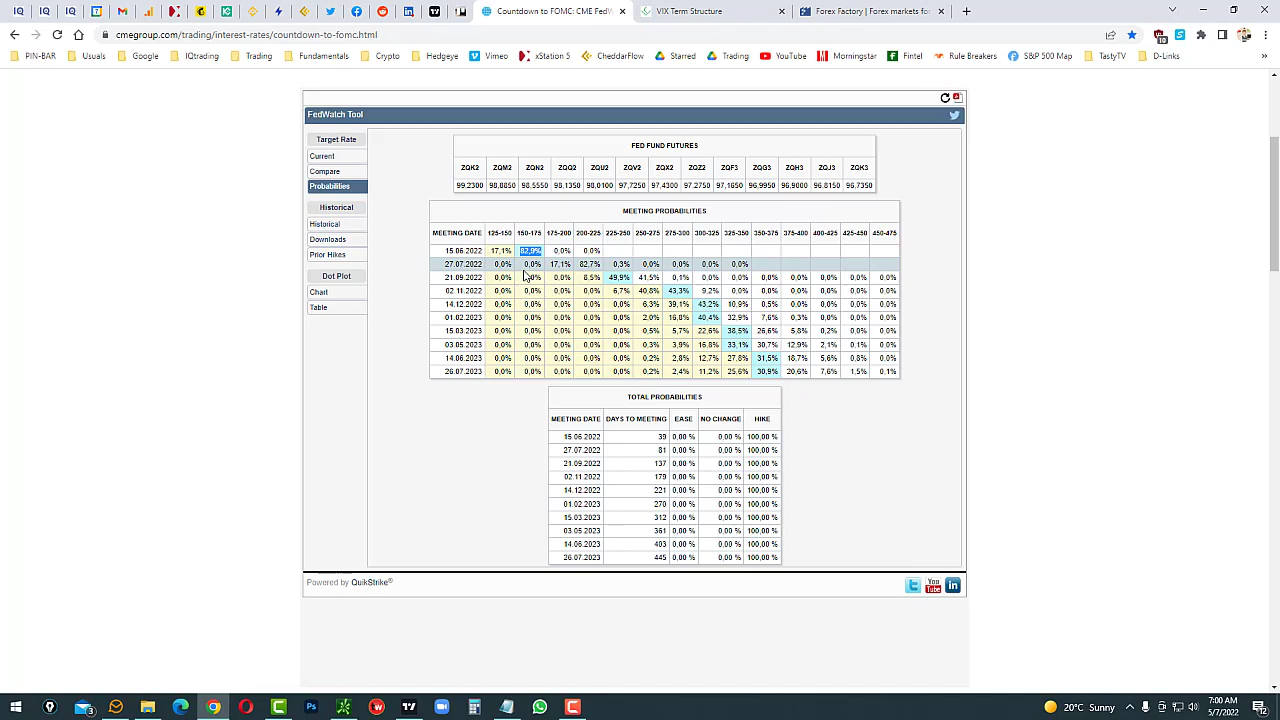 Countdown to FOMC: CME FedW
VIX Term Structure
Forex Factory | Forex markets for
cmegroup.com/trading/interest-rates/countdown-to-fomc.html
PIN-BAR Users Google IQtrading Trading Fundamentals Crypto Hedgeye Vimeo xStation 5 CheddarFlow Starred Trading YouTube Morningstar Fintel Rule Breakers S&P 500 Map TastyTV D-Links
FedWatch Tool
Target Rate
Current
Compare
Probabilities
Historical
Historical
Downloads
Prior Hikes
Dot Plot
Chart
Table
FED FUND FUTURES
ZQK2 ZQM2 ZQN2 ZQQ2 ZQU2 ZQV2 ZQX2 ZQZ2 ZQF3 ZQG3 ZQH3 ZQJ3 ZQK3
99,2300 98,8850 98,5550 98,1350 98,0100 97,7250 97,4300 97,2750 97,1650 96,9950 96,9000 96,8150 96,7350
MEETING PROBABILITIES
MEETING DATE 125-150 150-175 175-200 200-225 225-250 250-275 275-300 300-325 325-350 350-375 375-400 400-425 425-450 450-475
15.06.2022 17,1% 82,9% 0,0% 0,0%
27.07.2022 0,0% 0,0% 17,1% 82,7% 0,3% 0,0% 0,0% 0,0% 0,0%
21.09.2022 0,0% 0,0% 0,0% 8,5% 49,9% 41,5% 0,1% 0,0% 0,0% 0,0% 0,0% 0,0% 0,0% 0,0%
02.11.2022 0,0% 0,0% 0,0% 0,0% 6,7% 40,8% 43,3% 9,2% 0,0% 0,0% 0,0% 0,0% 0,0% 0,0%
14.12.2022 0,0% 0,0% 0,0% 0,0% 0,0% 6,3% 39,1% 43,2% 10,9% 0,5% 0,0% 0,0% 0,0% 0,0%
01.02.2023 0,0% 0,0% 0,0% 0,0% 0,0% 2,0% 16,8% 40,4% 32,9% 7,6% 0,3% 0,0% 0,0% 0,0%
15.03.2023 0,0% 0,0% 0,0% 0,0% 0,0% 0,5% 5,7% 22,6% 38,5% 26,6% 5,8% 0,2% 0,0% 0,0%
03.05.2023 0,0% 0,0% 0,0% 0,0% 0,0% 0,3% 3,9% 16,8% 33,1% 30,7% 12,9% 2,1% 0,1% 0,0%
14.06.2023 0,0% 0,0% 0,0% 0,0% 0,0% 0,2% 2,8% 12,7% 27,8% 31,5% 18,7% 5,6% 0,8% 0,0%
26.07.2023 0,0% 0,0% 0,0% 0,0% 0,0% 0,2% 2,4% 11,2% 25,6% 30,9% 20,6% 7,6% 1,5% 0,1%
TOTAL PROBABILITIES
MEETING DATE DAYS TO MEETING EASE NO CHANGE HIKE
15.06.2022 39 0,00 % 0,00 % 100,00 %
27.07.2022 81 0,00 % 0,00 % 100,00 %
21.09.2022 137 0,00 % 0,00 % 100,00 %
02.11.2022 179 0,00 % 0,00 % 100,00 %
14.12.2022 221 0,00 % 0,00 % 100,00 %
01.02.2023 270 0,00 % 0,00 % 100,00 %
15.03.2023 312 0,00 % 0,00 % 100,00 %
03.05.2023 361 0,00 % 0,00 % 100,00 %
14.06.2023 403 0,00 % 0,00 % 100,00 %
26.07.2023 445 0,00 % 0,00 % 100,00 %
Powered by QuikStrike®
You Tube
20°C Sunny
7:00 AM
5/7/2022